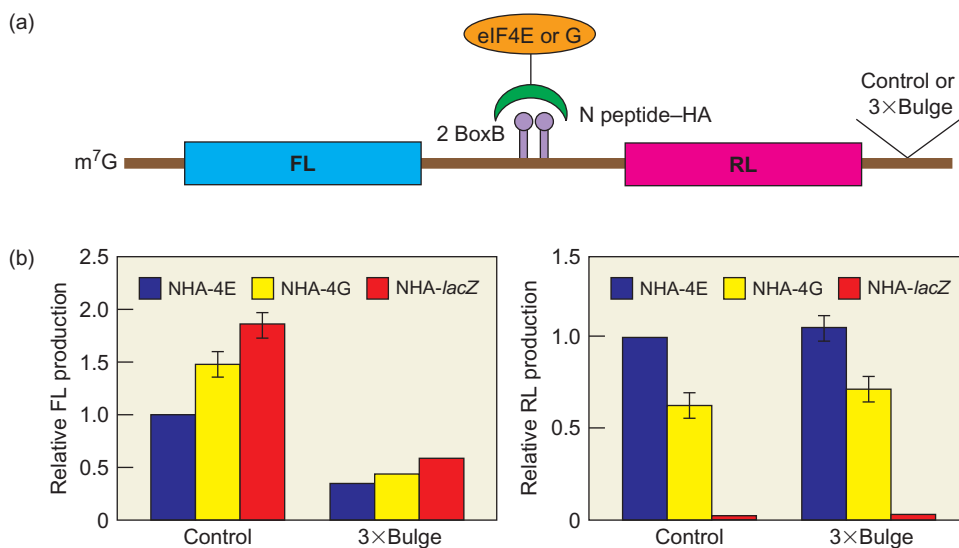 (a)
eIF4E or G
Control or
3×Bulge
N peptide–HA
2 BoxB
m⁷G
FL
RL
(b)
Relative FL production
2.5
2.0
1.5
1.0
0.5
0
NHA-4E
NHA-4G
NHA-lacZ
Control
3×Bulge
Relative RL production
1.5
1.0
0.5
0
NHA-4E
NHA-4G
NHA-lacZ
Control
3×Bulge